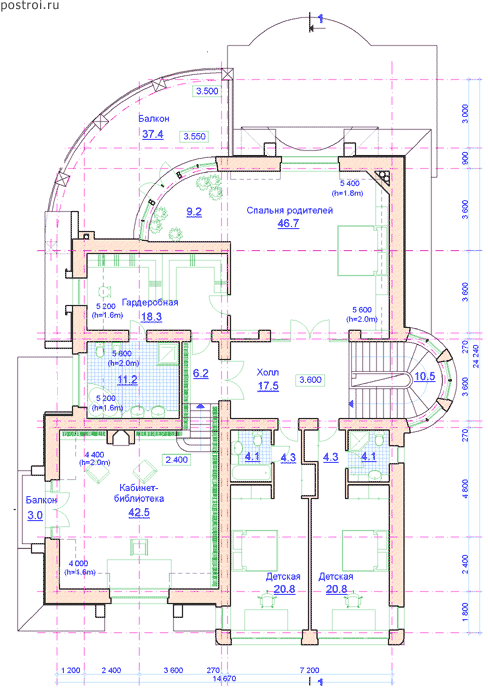 postroi.ru
1
3.500
Балкон
37.4
3.550
3 000
900
В
В
9.2
5 400
(h=1.8m)
Спальня родителей
46.7
3 600
Гардеробная
18.3
5 200
(h=1.6m)
5 600
(h=2.0m)
3 600
5 600
(h=2.0m)
11.2
5 200
(h=1.6m)
6.2
Холл
17.5
3.600
10.5
270
3 600
24 240
270
4 400
(h=2.0m)
2.400
4.1
4.3
4.3
4.1
Кабинет-
библиотека
42.5
Балкон
3.0
4 800
4 000
(h=1.6m)
Детская
20.8
Детская
20.8
2 400
1 800
1 200
2 400
3 600
270
7 200
14 670
1